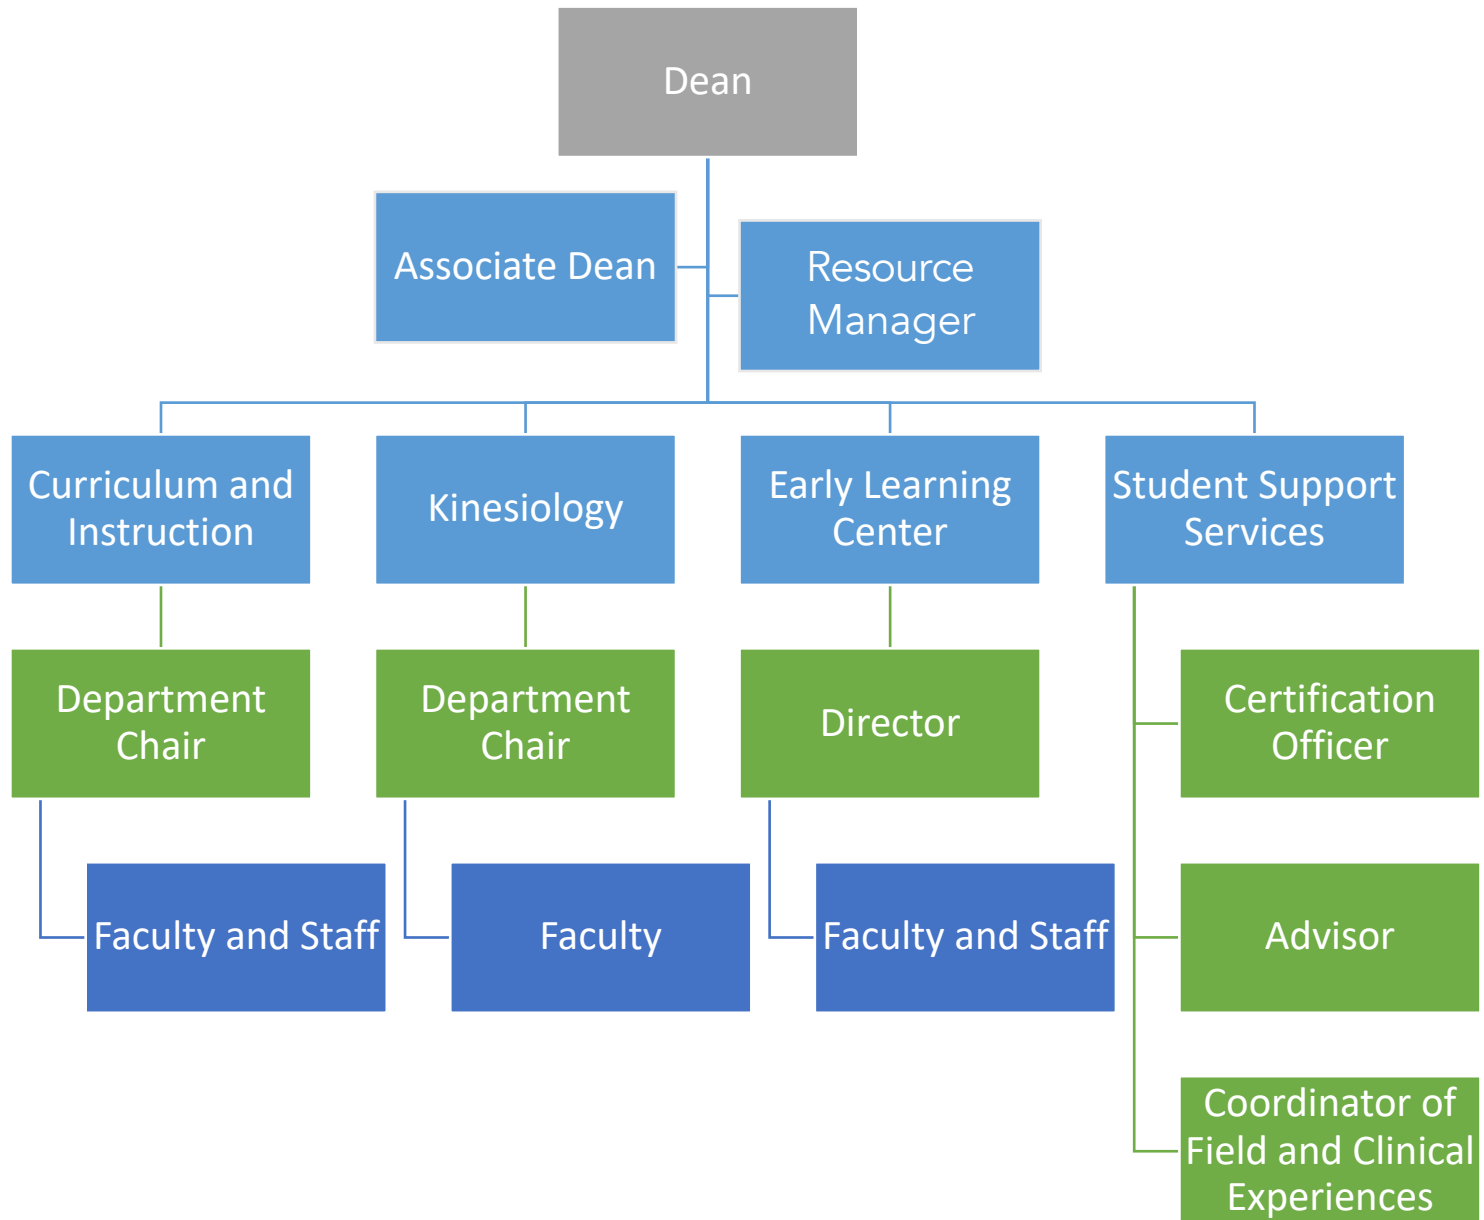 Dean
Associate Dean
Resource
Manager
Curriculum and
Instruction
Kinesiology
Early Learning
Center
Student Support
Services
Department
Chair
Department
Chair
Director
Certification
Officer
Faculty and Staff
Faculty
Faculty and Staff
Advisor
Coordinator of
Field and Clinical
Experiences